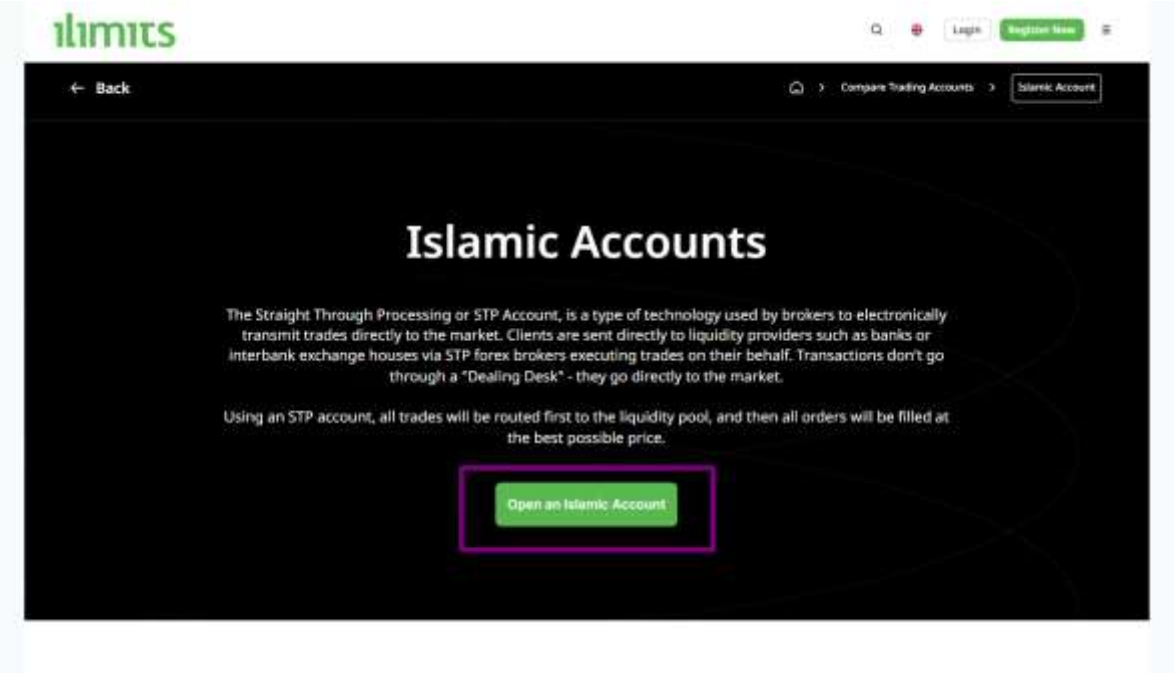 ılımıts
Login
Register Now
← Back
Compare Trading Accounts
Islamic Account
Islamic Accounts
The Straight Through Processing or STP Account, is a type of technology used by brokers to electronically
transmit trades directly to the market. Clients are sent directly to liquidity providers such as banks or
interbank exchange houses via STP forex brokers executing trades on their behalf. Transactions don't go
through a "Dealing Desk" - they go directly to the market.
Using an STP account, all trades will be routed first to the liquidity pool, and then all orders will be filled at
the best possible price.
Open an Islamic Account